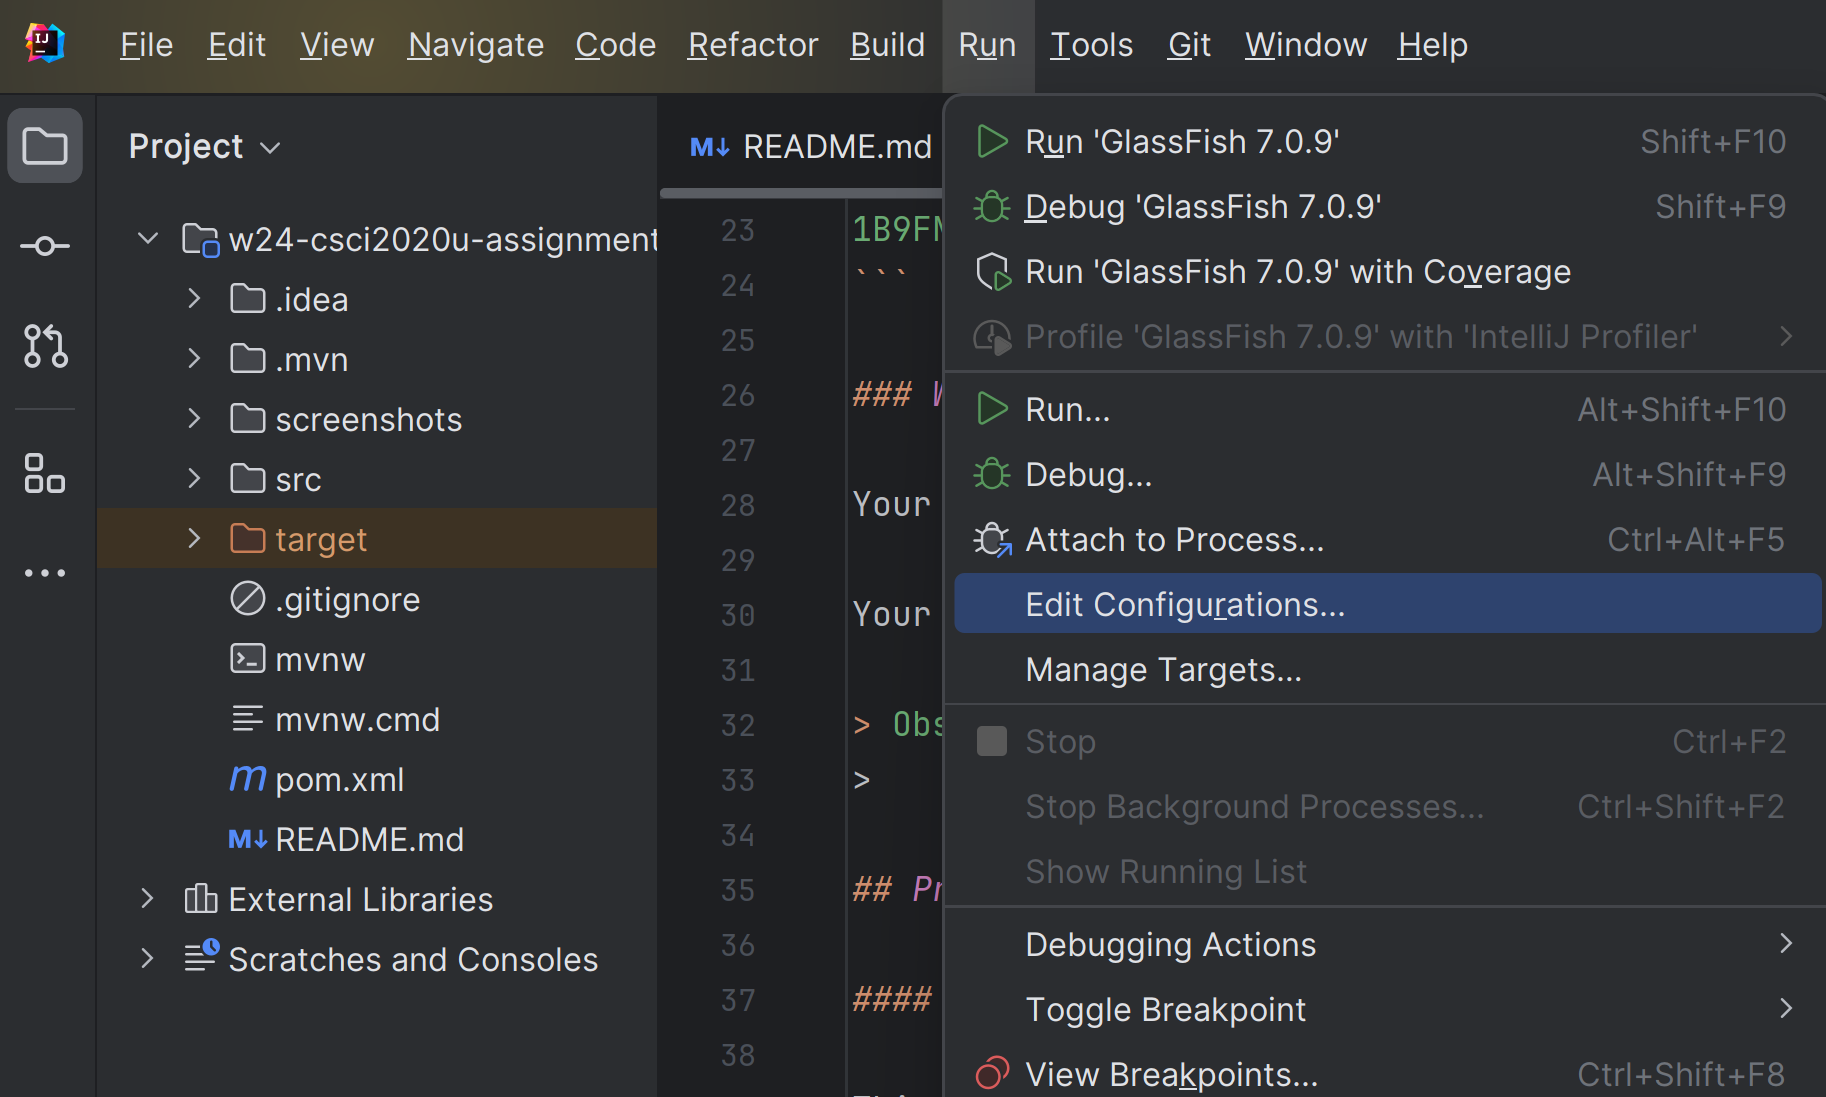 IJ
File Edit View Navigate Code Refactor Build Run Tools Git Window Help
Project
w24-csci2020u-assignment
.idea
.mvn
screenshots
src
target
.gitignore
mvnw
mvnw.cmd
pom.xml
README.md
External Libraries
Scratches and Consoles
README.md
23 1B9FM
24 ```
25
26 ###
27
28 Your
29
30 Your
31
32 > Obs
33 >
34
35 ## Pr
36
37 ####
38
Run 'GlassFish 7.0.9' Shift+F10
Debug 'GlassFish 7.0.9' Shift+F9
Run 'GlassFish 7.0.9' with Coverage
Profile 'GlassFish 7.0.9' with 'IntelliJ Profiler'
Run... Alt+Shift+F10
Debug... Alt+Shift+F9
Attach to Process... Ctrl+Alt+F5
Edit Configurations...
Manage Targets...
Stop Ctrl+F2
Stop Background Processes... Ctrl+Shift+F2
Show Running List
Debugging Actions
Toggle Breakpoint
View Breakpoints... Ctrl+Shift+F8